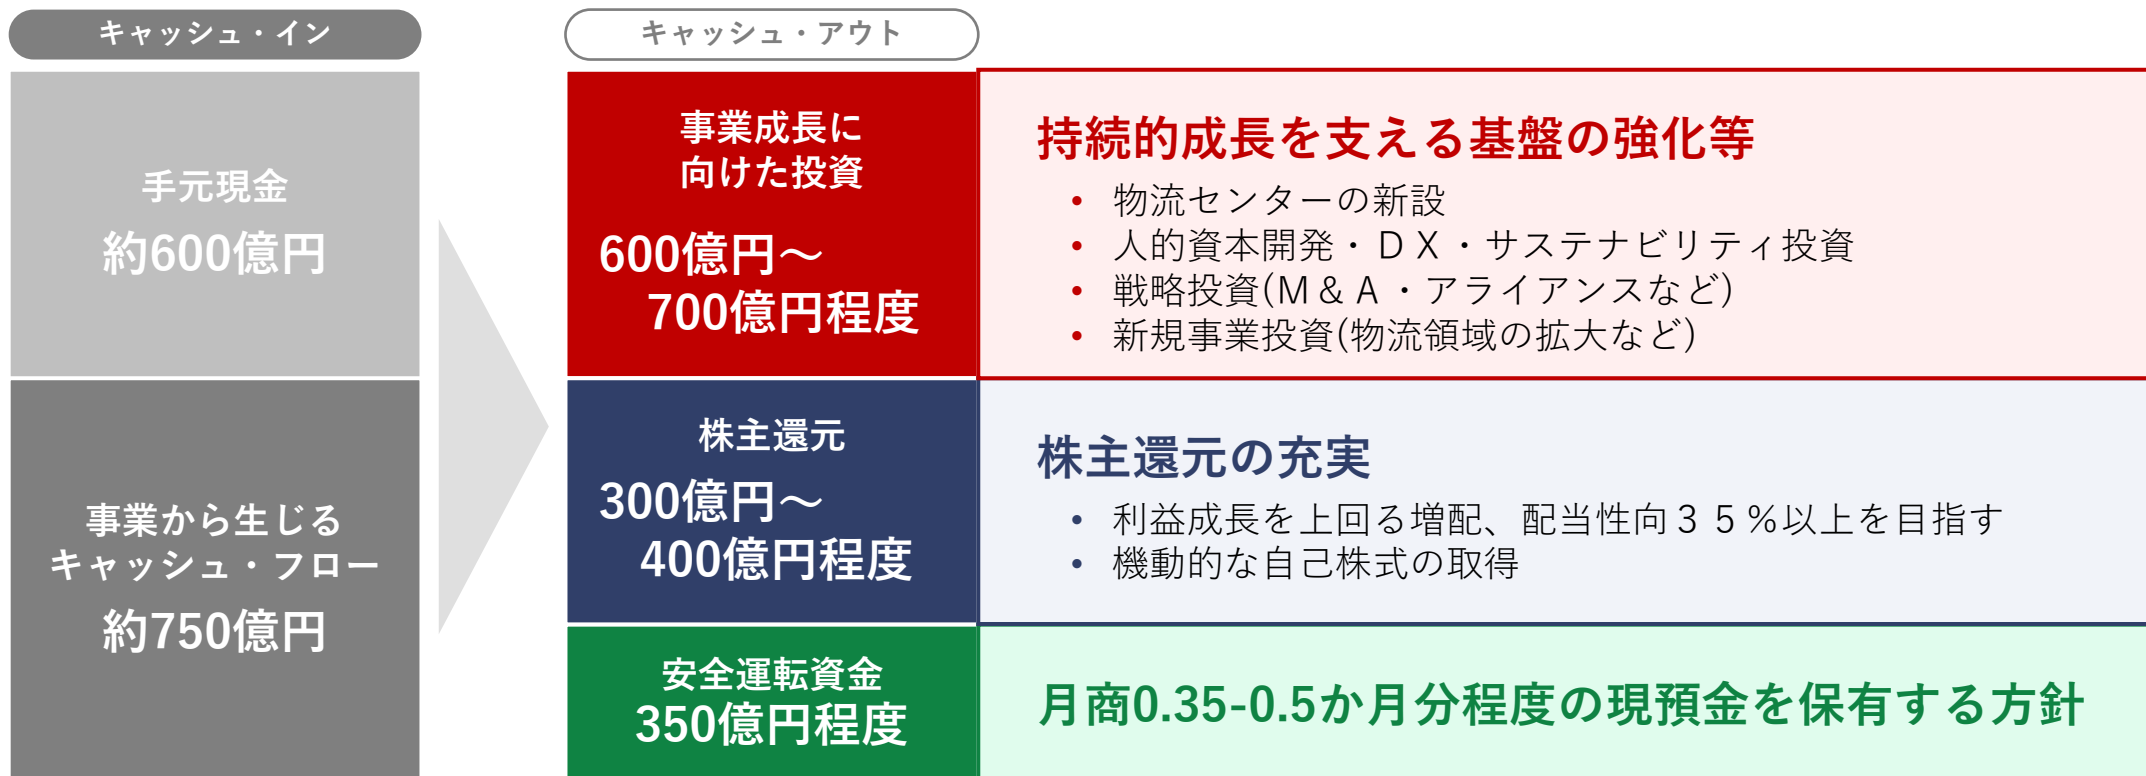 キャッシュ・イン
キャッシュ・アウト
手元現金
約600億円
事業から生じる
キャッシュ・フロー
約750億円
事業成長に
向けた投資
600億円～
700億円程度
持続的成長を支える基盤の強化等
• 物流センターの新設
• 人的資本開発・ＤＸ・サステナビリティ投資
• 戦略投資(Ｍ＆Ａ・アライアンスなど)
• 新規事業投資(物流領域の拡大など)
株主還元
300億円～
400億円程度
株主還元の充実
• 利益成長を上回る増配、配当性向３５%以上を目指す
• 機動的な自己株式の取得
安全運転資金
350億円程度
月商0.35-0.5か月分程度の現預金を保有する方針